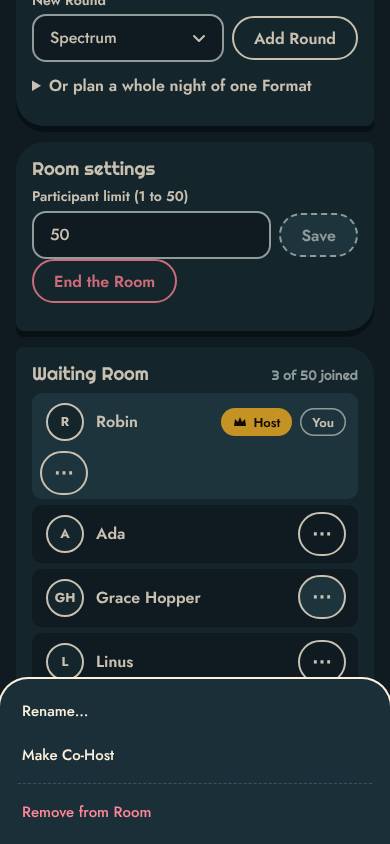 New Round
Spectrum
Add Round
Or plan a whole night of one Format
Room settings
Participant limit (1 to 50)
50
Save
End the Room
Waiting Room
3 of 50 joined
R
Robin
Host
You
...
A
Ada
...
GH
Grace Hopper
...
L
Linus
...
Rename...
Make Co-Host
Remove from Room